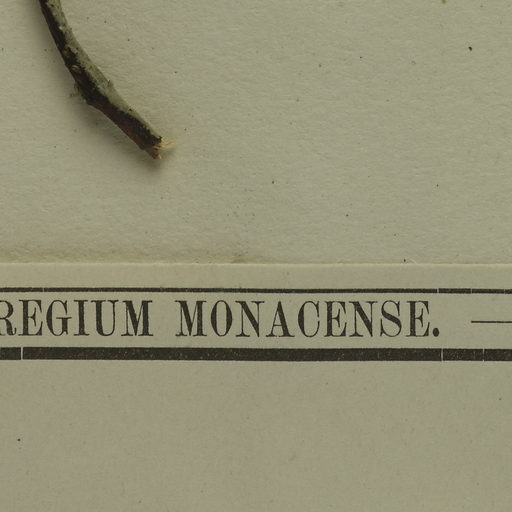 REGIUM MONACENSE. —